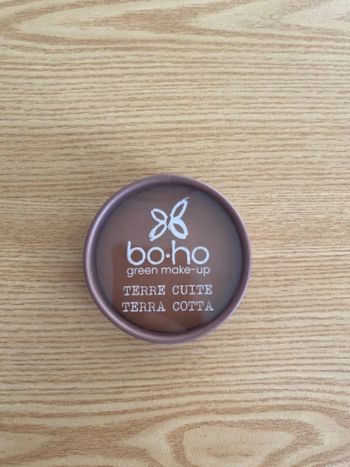 bo·ho
green make-up
TERRE CUITE
TERRA COTTA